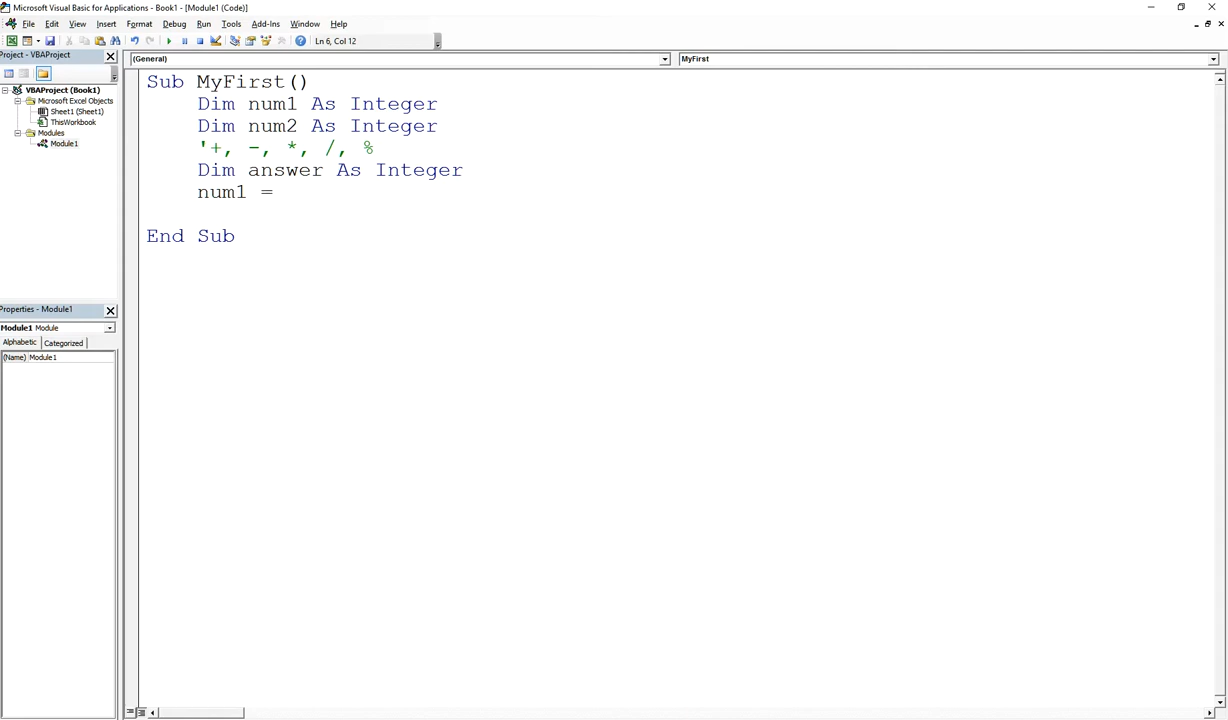 Microsoft Visual Basic for Applications - Book1 - [Module1 (Code)]
File Edit View Insert Format Debug Run Tools Add-Ins Window Help
Ln 6, Col 12
Project - VBAProject
(General) MyFirst
VBAProject (Book1)
Microsoft Excel Objects
Sheet1 (Sheet1)
ThisWorkbook
Modules
Module1
Sub MyFirst()
Dim num1 As Integer
Dim num2 As Integer
'+, -, *, /, %
Dim answer As Integer
num1 =
End Sub
Properties - Module1
Module1 Module
Alphabetic Categorized
(Name) Module1